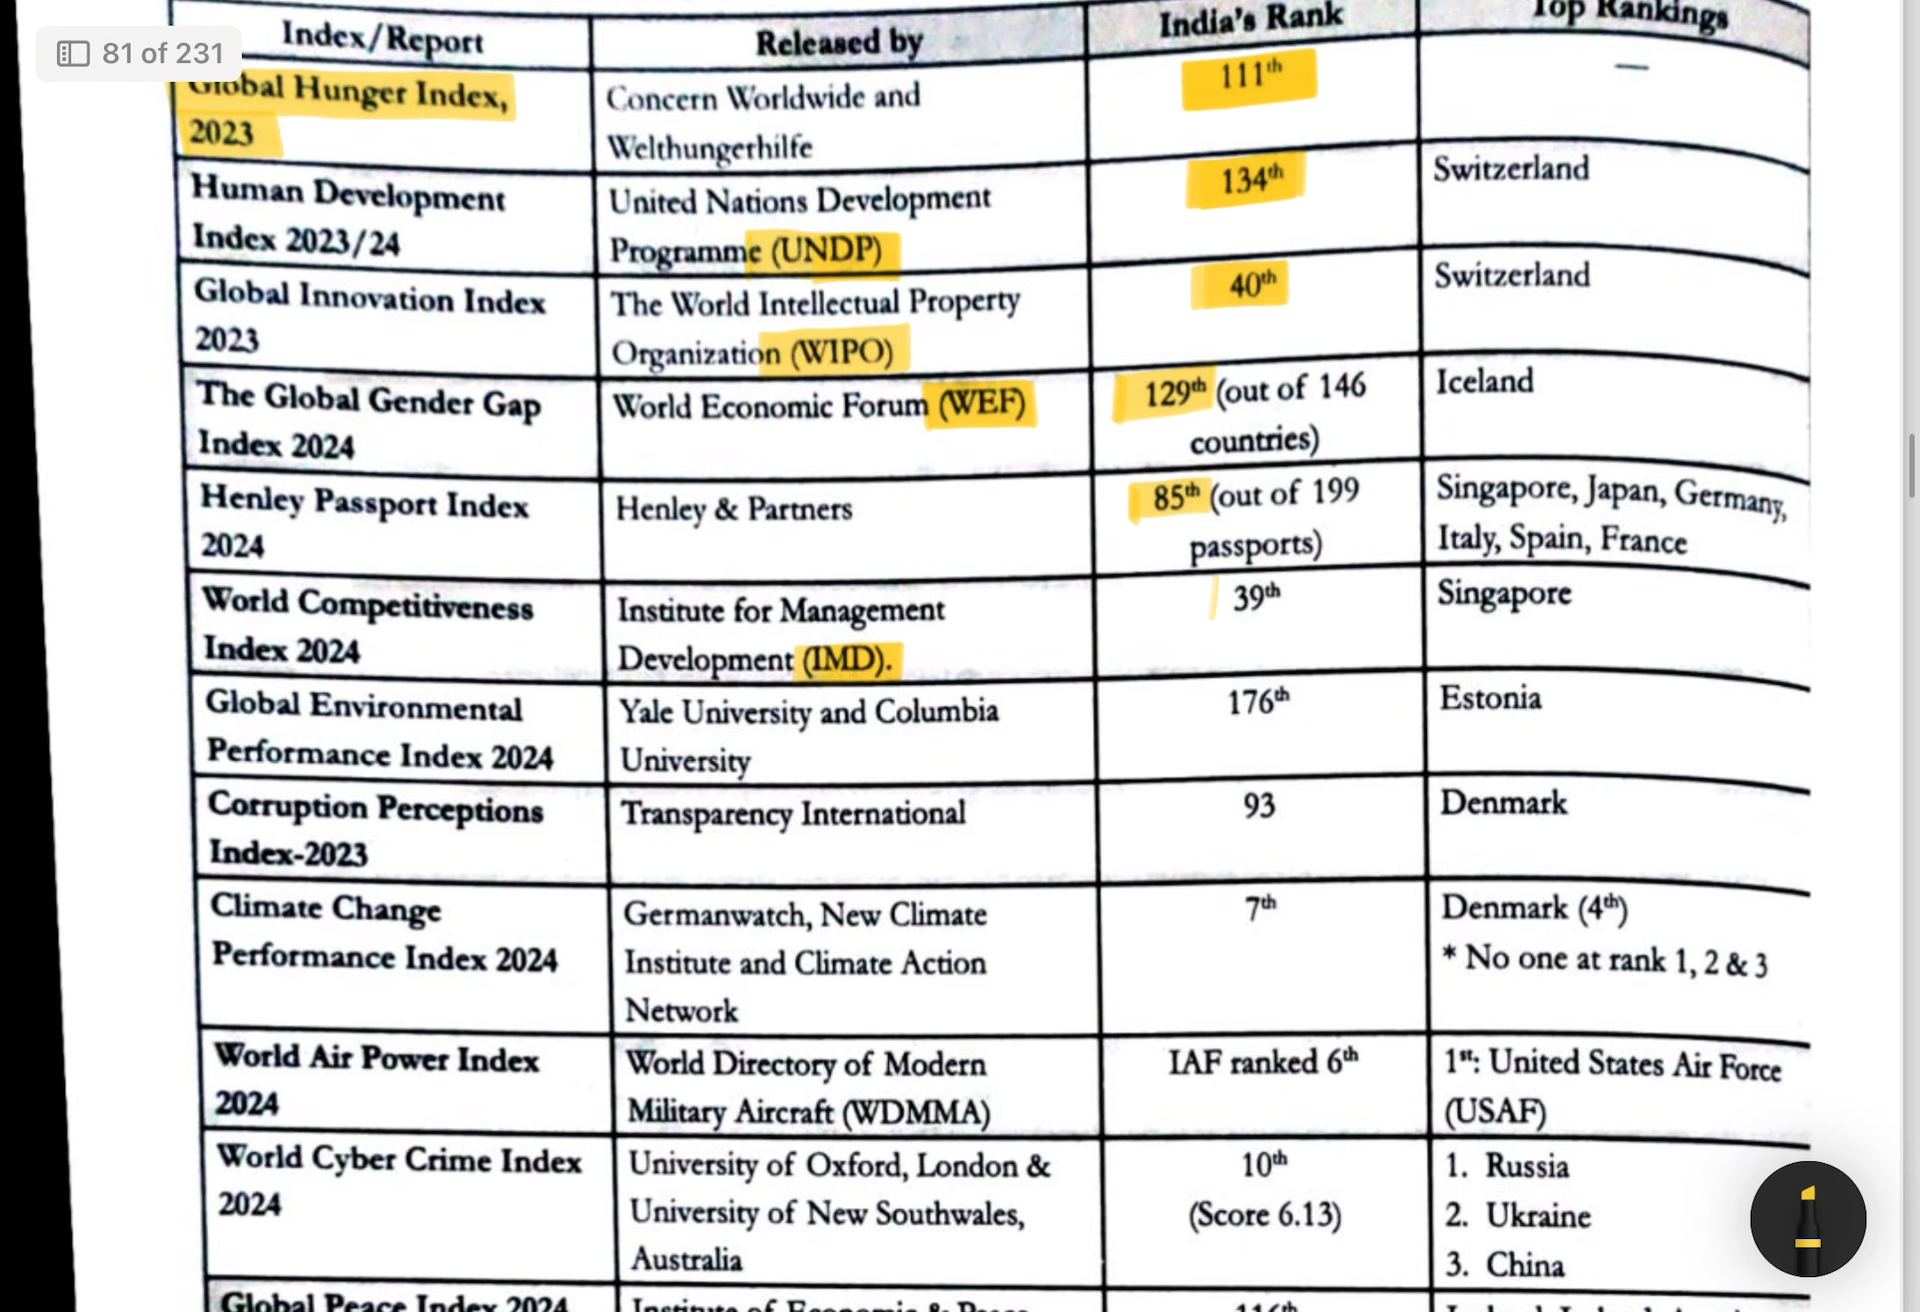 81 of 231
Index/Report
Released by
India's Rank
Top Rankings
Global Hunger Index,
2023
Concern Worldwide and
Welthungerhilfe
111th
—
Human Development
Index 2023/24
United Nations Development
Programme (UNDP)
134th
Switzerland
Global Innovation Index
2023
The World Intellectual Property
Organization (WIPO)
40th
Switzerland
The Global Gender Gap
Index 2024
World Economic Forum (WEF)
129th (out of 146
countries)
Iceland
Henley Passport Index
2024
Henley & Partners
85th (out of 199
passports)
Singapore, Japan, Germany,
Italy, Spain, France
World Competitiveness
Index 2024
Institute for Management
Development (IMD).
39th
Singapore
Global Environmental
Performance Index 2024
Yale University and Columbia
University
176th
Estonia
Corruption Perceptions
Index-2023
Transparency International
93
Denmark
Climate Change
Performance Index 2024
Germanwatch, New Climate
Institute and Climate Action
Network
7th
Denmark (4th)
* No one at rank 1, 2 & 3
World Air Power Index
2024
World Directory of Modern
Military Aircraft (WDMMA)
IAF ranked 6th
1st: United States Air Force
(USAF)
World Cyber Crime Index
2024
University of Oxford, London &
University of New Southwales,
Australia
10th
(Score 6.13)
1. Russia
2. Ukraine
3. China
Global Peace Index 2024
Institute of Economic & Peace
116th